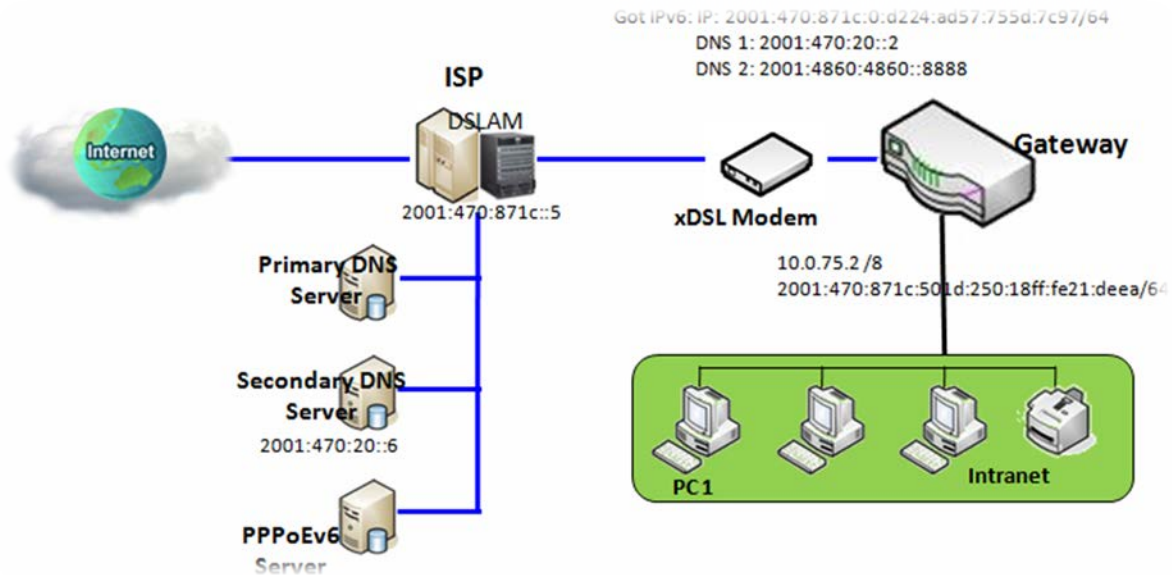 Got IPv6: IP: 2001:470:871c:0:d224:ad57:755d:7c97/64
DNS 1: 2001:470:20::2
DNS 2: 2001:4860:4860::8888
ISP
DSLAM
Internet
Gateway
2001:470:871c::5
xDSL Modem
Primary DNS
Server
10.0.75.2 /8
2001:470:871c:501d:250:18ff:fe21:deea/64
Secondary DNS
Server
2001:470:20::6
PC1
Intranet
PPPoEv6
Server